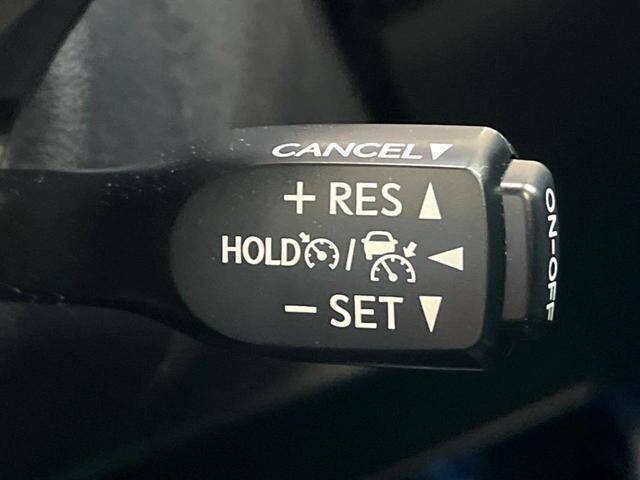 CANCEL▼
+ RES ▲
HOLD / ◀
− SET ▼
ON-OFF